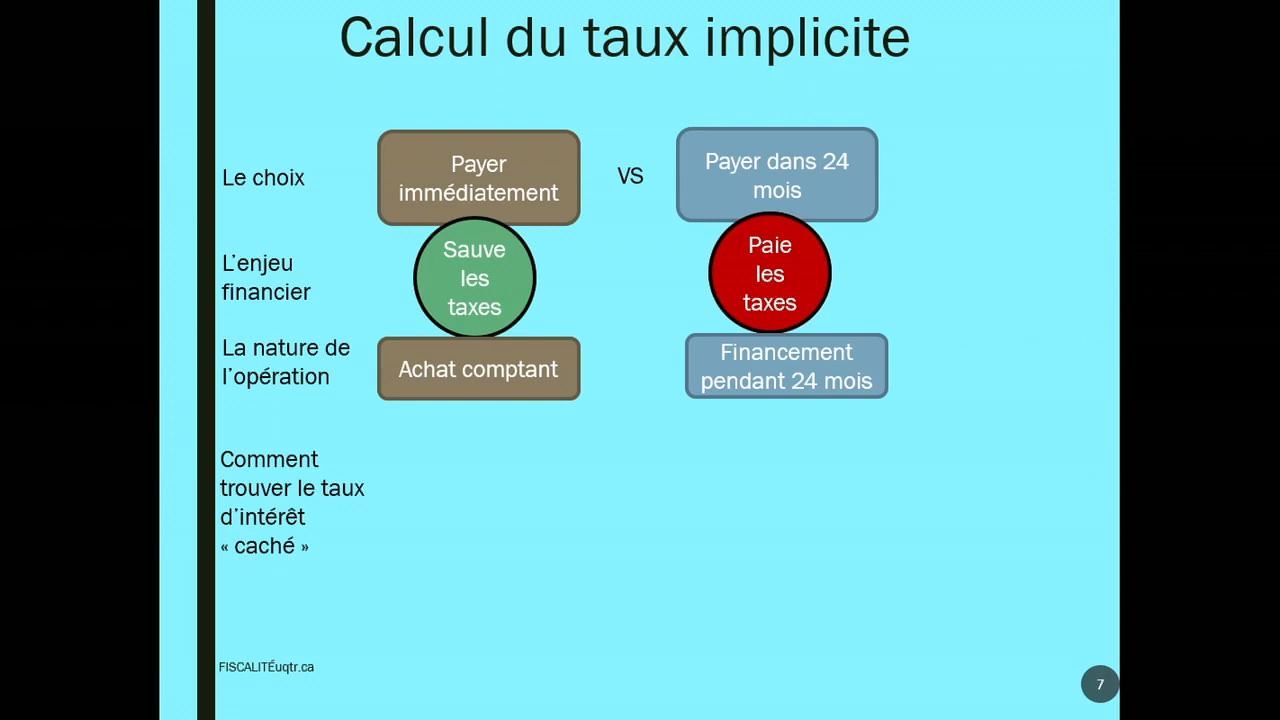 Calcul du taux implicite
Le choix
Payer
immédiatement
VS
Payer dans 24
mois
L'enjeu
financier
Sauve
les
taxes
Paie
les
taxes
La nature de
l'opération
Achat comptant
Financement
pendant 24 mois
Comment
trouver le taux
d'intérêt
« caché »
FISCALITÉuqtr.ca
7